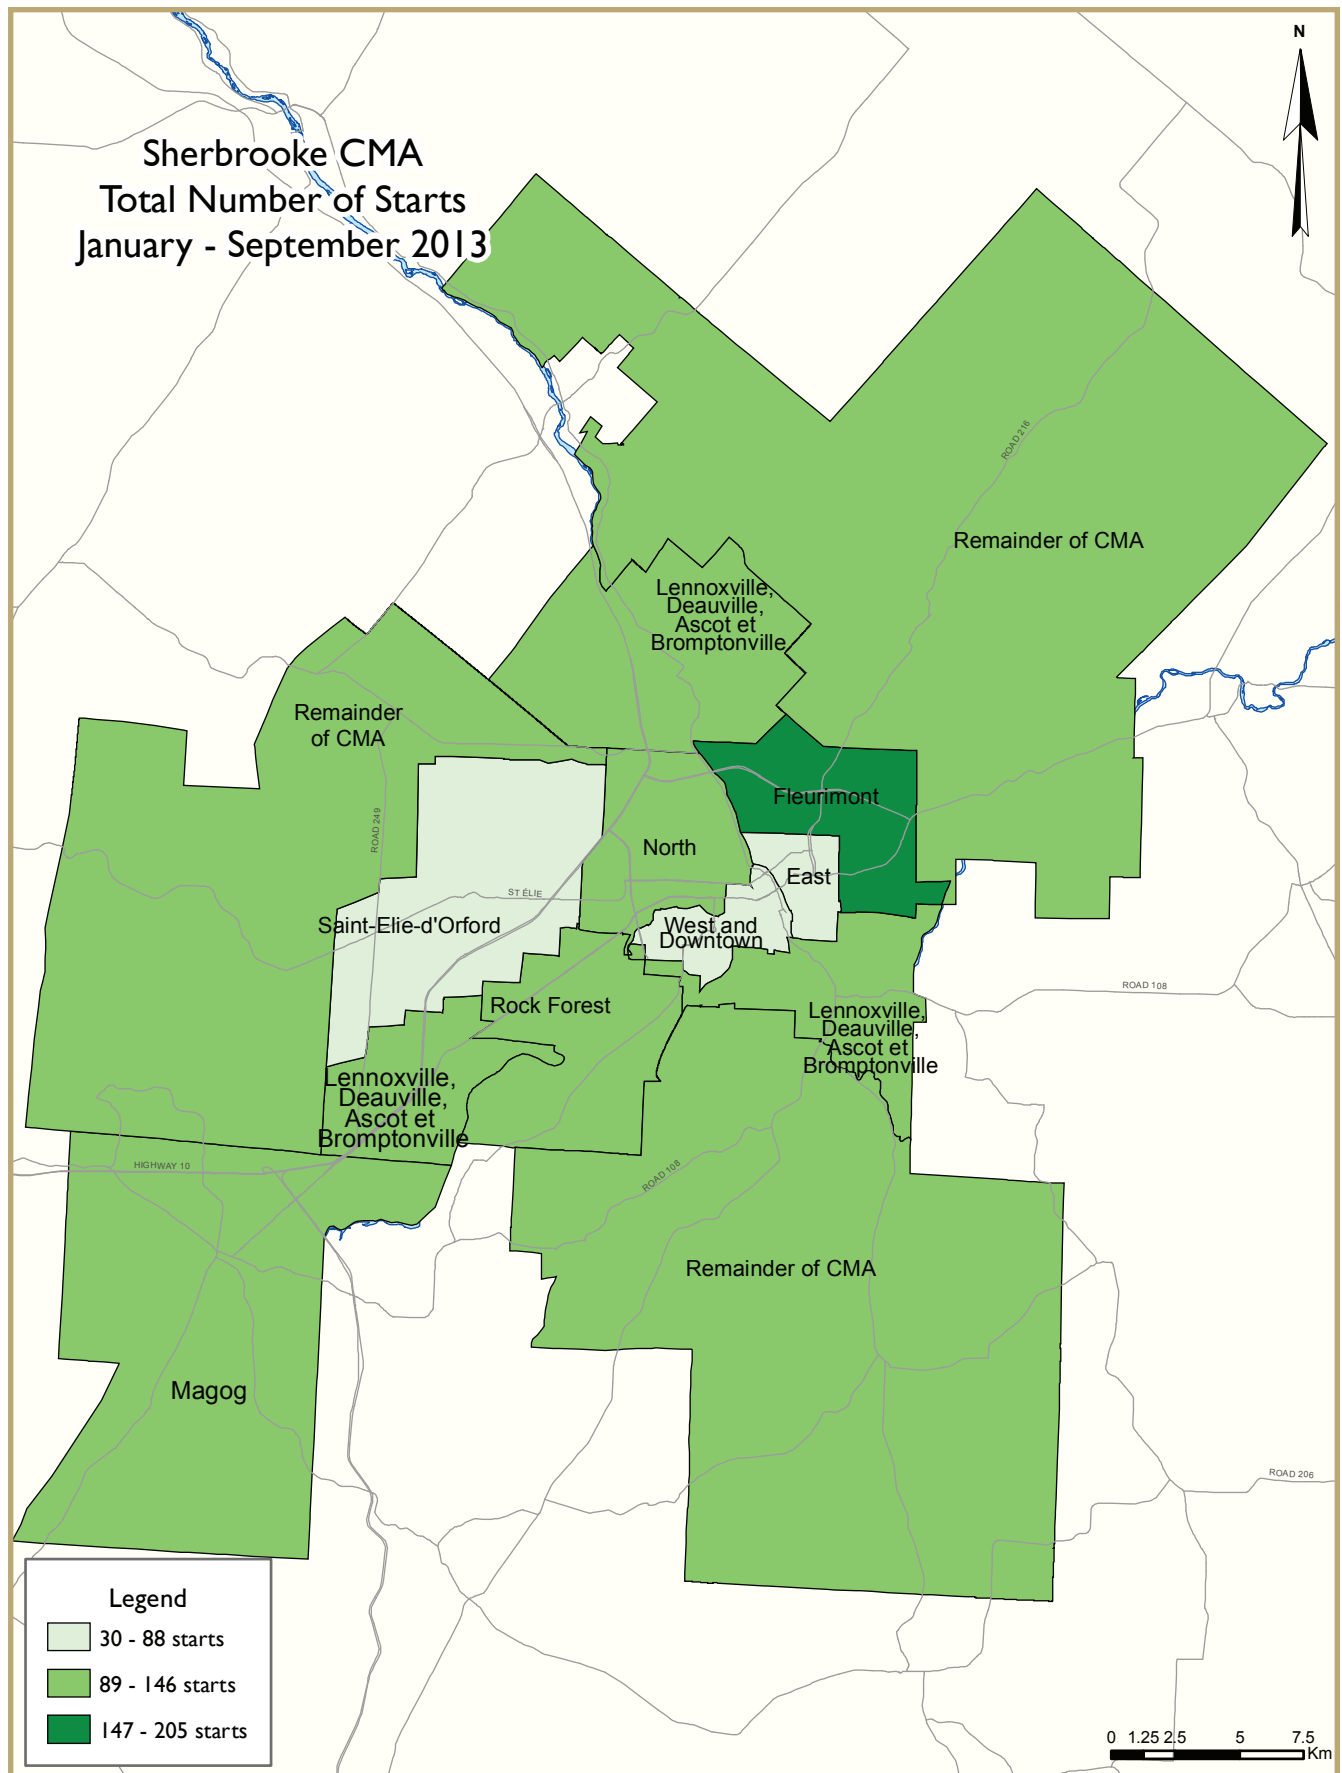 N
Sherbrooke CMA
Total Number of Starts
January - September 2013
ROAD 216
Remainder of CMA
Lennoxville,
Deauville,
Ascot et
Bromptonville
Remainder
of CMA
ROAD 249
Fleurimont
North
East
ST ÉLIE
Saint-Elie-d'Orford
West and
Downtown
Rock Forest
ROAD 108
Lennoxville,
Deauville,
Ascot et
Bromptonville
Lennoxville,
Deauville,
Ascot et
Bromptonville
HIGHWAY 10
ROAD 108
Remainder of CMA
Magog
ROAD 206
Legend
30 - 88 starts
89 - 146 starts
147 - 205 starts
0 1.25 2.5 5 7.5
Km